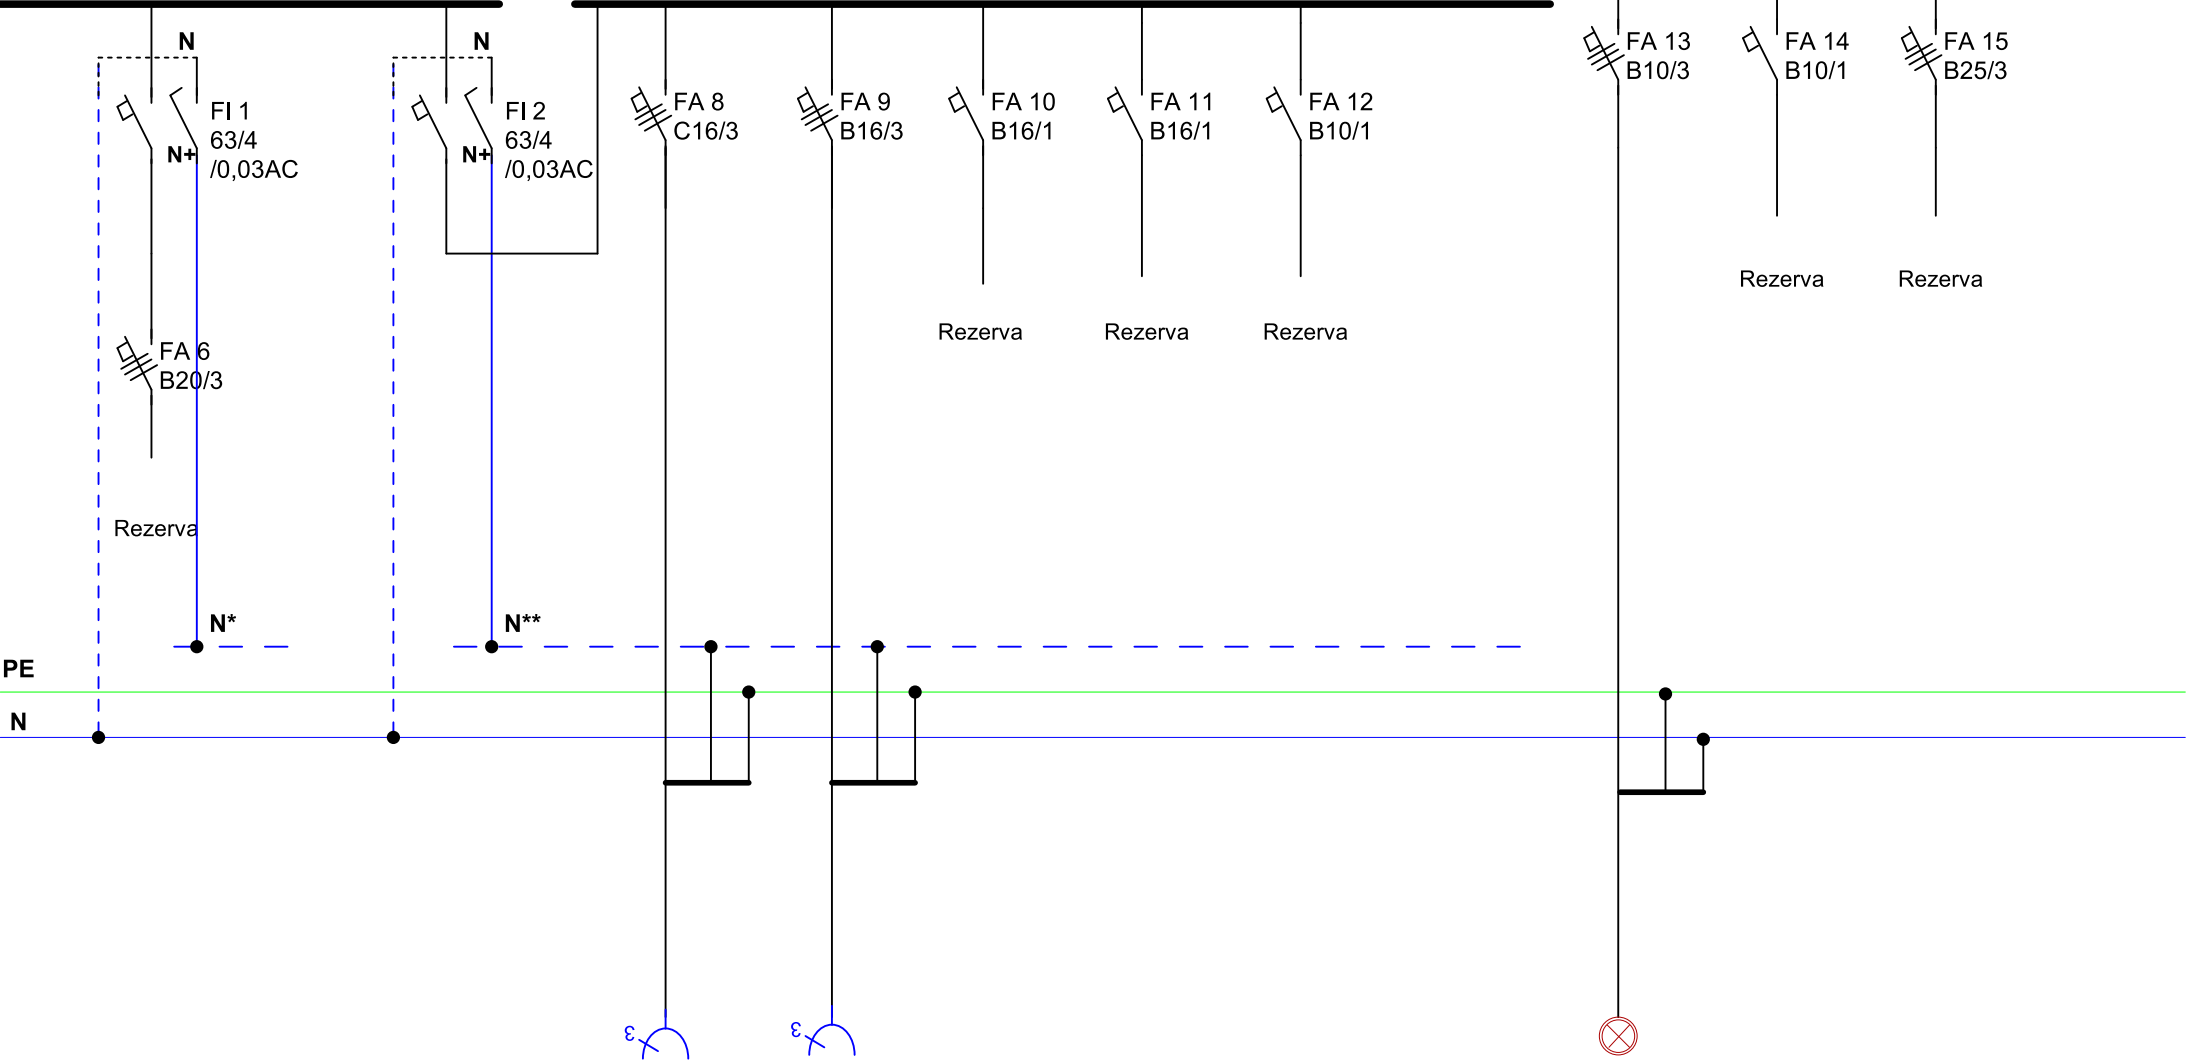 N
FI 1
63/4
/0,03AC
N+
FA 6
B20/3
Rezerva
N*
N
FI 2
63/4
/0,03AC
N+
N**
FA 8
C16/3
FA 9
B16/3
FA 10
B16/1
Rezerva
FA 11
B16/1
Rezerva
FA 12
B10/1
Rezerva
FA 13
B10/3
FA 14
B10/1
Rezerva
FA 15
B25/3
Rezerva
PE
N
3
3